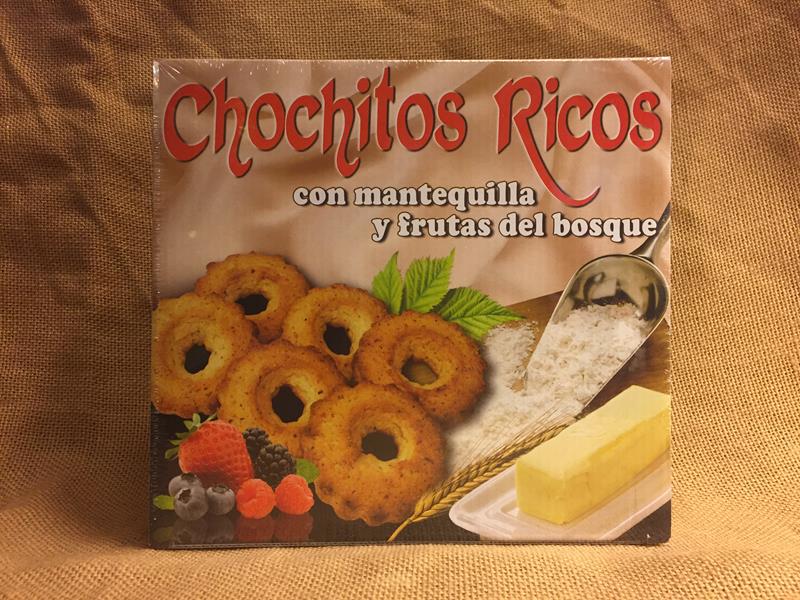 Chochitos Ricos
con mantequilla
y frutas del bosque